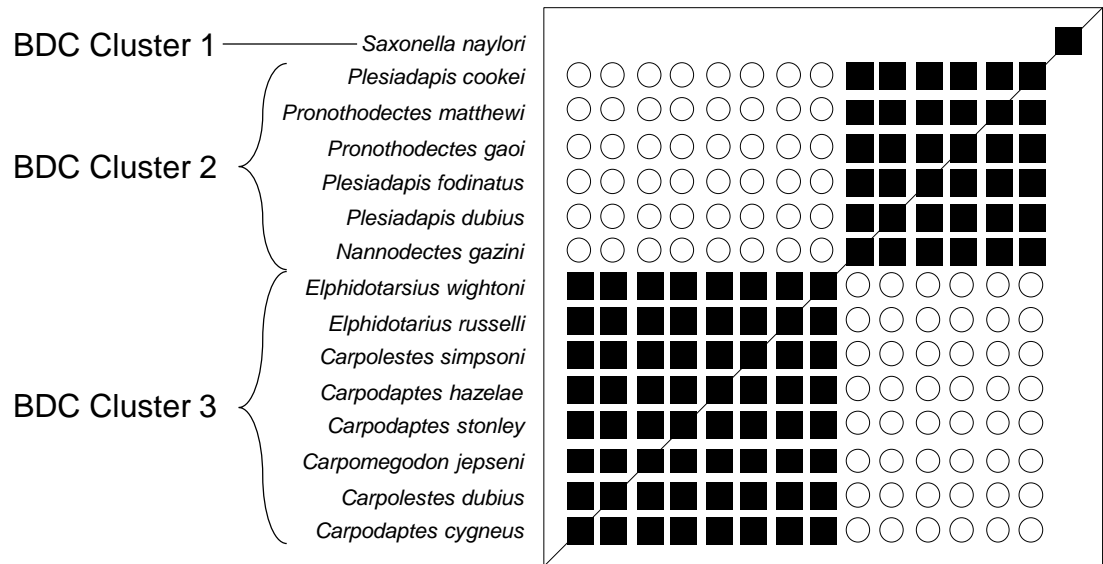 BDC Cluster 1
Saxonella naylori
Plesiadapis cookei
Pronothodectes matthewi
BDC Cluster 2
Pronothodectes gaoi
Plesiadapis fodinatus
Plesiadapis dubius
Nannodectes gazini
Elphidotarsius wightoni
Elphidotarius russelli
Carpolestes simpsoni
BDC Cluster 3
Carpodaptes hazelae
Carpodaptes stonley
Carpomegodon jepseni
Carpolestes dubius
Carpodaptes cygneus